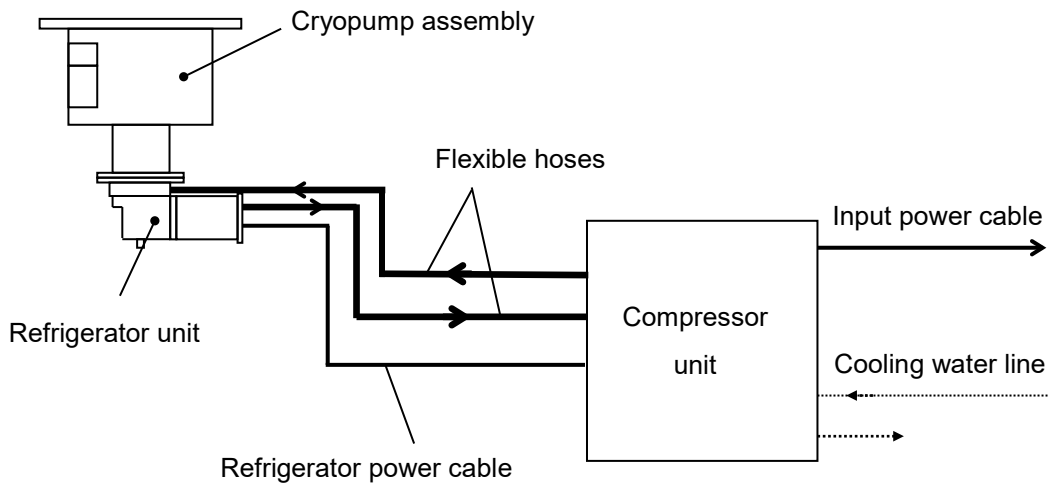 Cryopump assembly
Flexible hoses
Input power cable
Refrigerator unit
Compressor
unit
Cooling water line
Refrigerator power cable